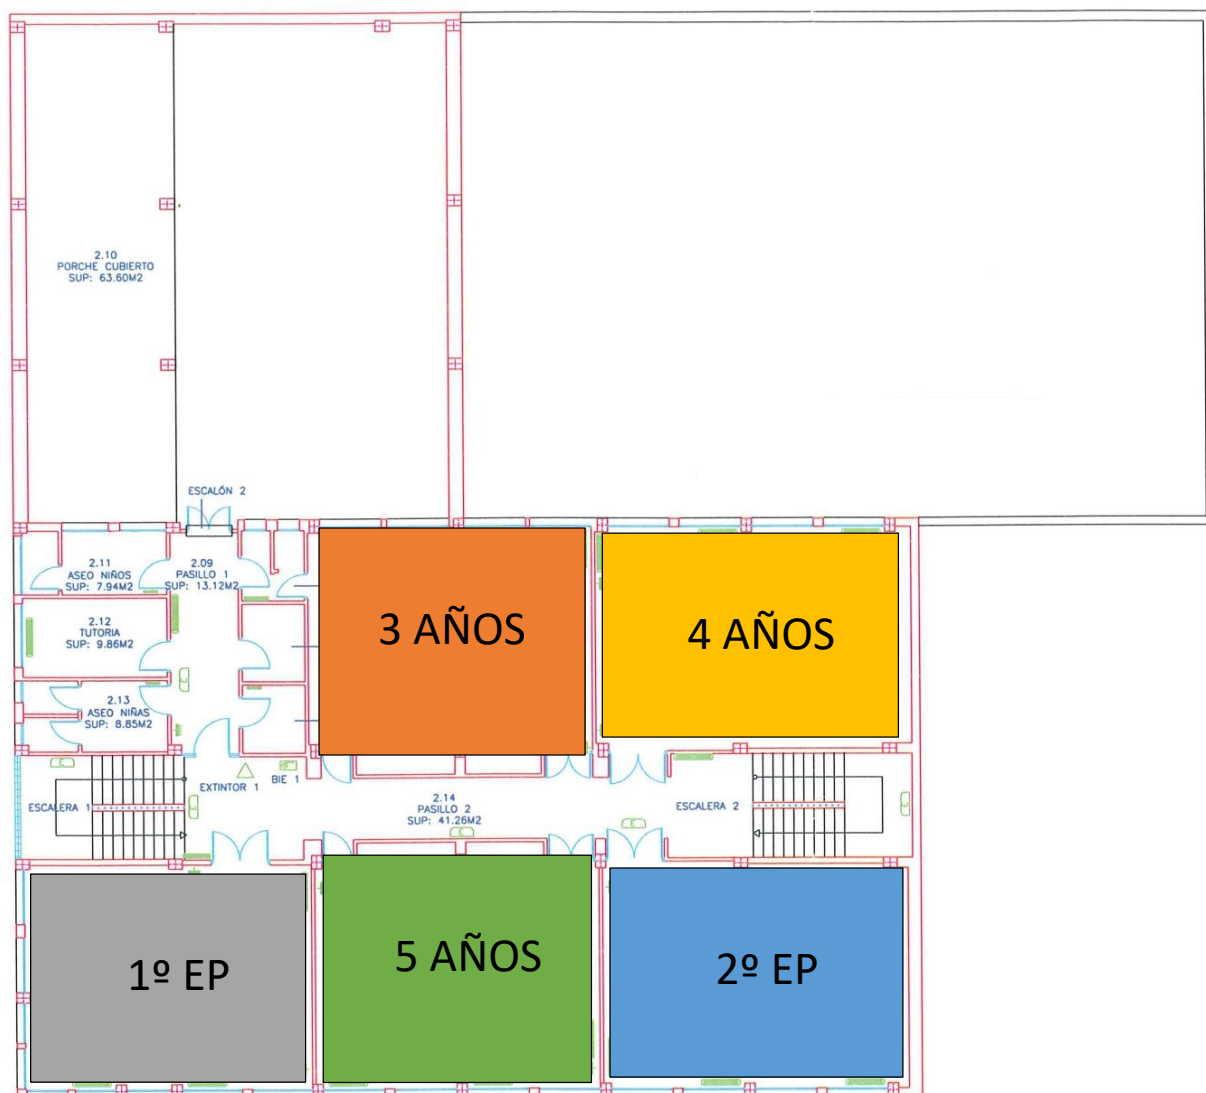 2.10
PORCHE CUBIERTO
SUP: 63.60M2
ESCALÓN 2
2.11
ASEO NIÑOS
SUP: 7.94M2
2.09
PASILLO 1
SUP: 13.12M2
2.12
TUTORIA
SUP: 9.86M2
2.13
ASEO NIÑAS
SUP: 8.85M2
3 AÑOS
4 AÑOS
EXTINTOR 1
BIE 1
ESCALERA 1
2.14
PASILLO 2
SUP: 41.26M2
ESCALERA 2
1º EP
5 AÑOS
2º EP